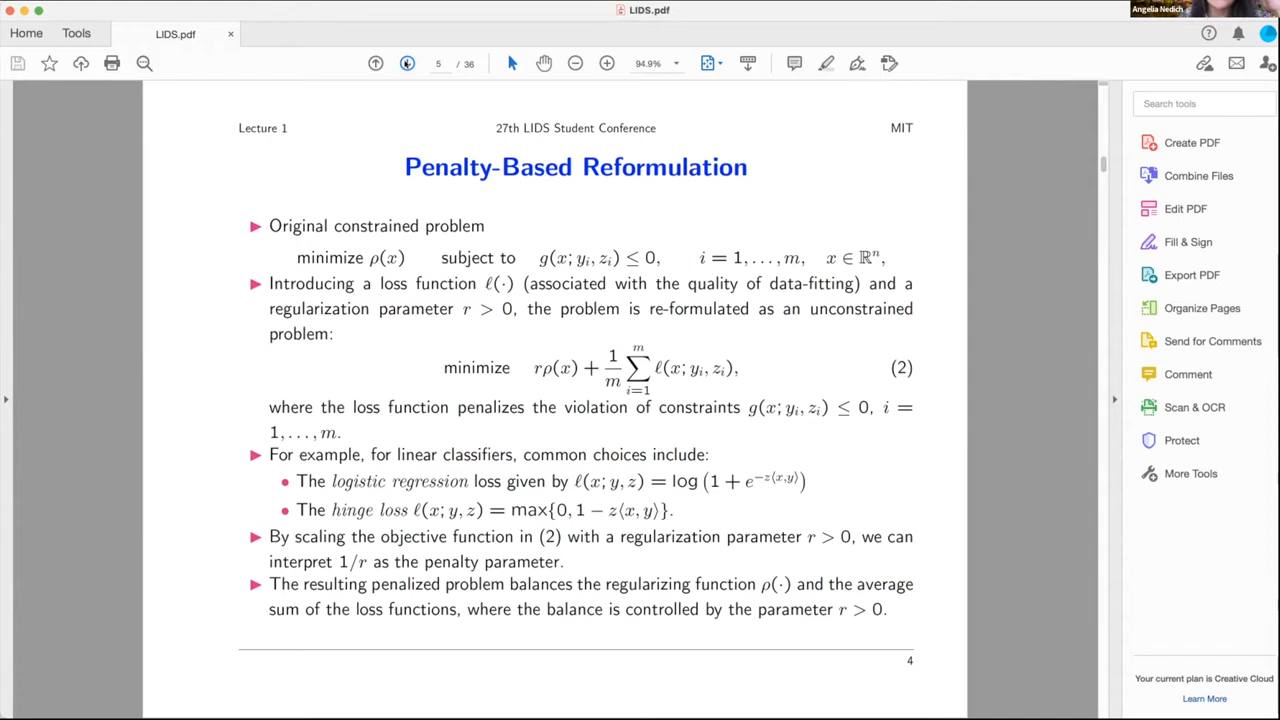 LIDS.pdf
Angelia Nedich
Home Tools LIDS.pdf ×
5 / 36 94.9%
Lecture 1 27th LIDS Student Conference MIT
Penalty-Based Reformulation
▶ Original constrained problem
minimize ρ(x) subject to g(x; yᵢ, zᵢ) ≤ 0, i = 1, . . . , m, x ∈ ℝⁿ,
▶ Introducing a loss function ℓ(·) (associated with the quality of data-fitting) and a
regularization parameter r > 0, the problem is re-formulated as an unconstrained
problem:
minimize rρ(x) + 1/m ∑_{i=1}^{m} ℓ(x; yᵢ, zᵢ), (2)
where the loss function penalizes the violation of constraints g(x; yᵢ, zᵢ) ≤ 0, i =
1, . . . , m.
▶ For example, for linear classifiers, common choices include:
• The logistic regression loss given by ℓ(x; y, z) = log (1 + e^{−z⟨x,y⟩})
• The hinge loss ℓ(x; y, z) = max{0, 1 − z⟨x, y⟩}.
▶ By scaling the objective function in (2) with a regularization parameter r > 0, we can
interpret 1/r as the penalty parameter.
▶ The resulting penalized problem balances the regularizing function ρ(·) and the average
sum of the loss functions, where the balance is controlled by the parameter r > 0.
4
Search tools
Create PDF
Combine Files
Edit PDF
Fill & Sign
Export PDF
Organize Pages
Send for Comments
Comment
Scan & OCR
Protect
More Tools
Your current plan is Creative Cloud
Learn More